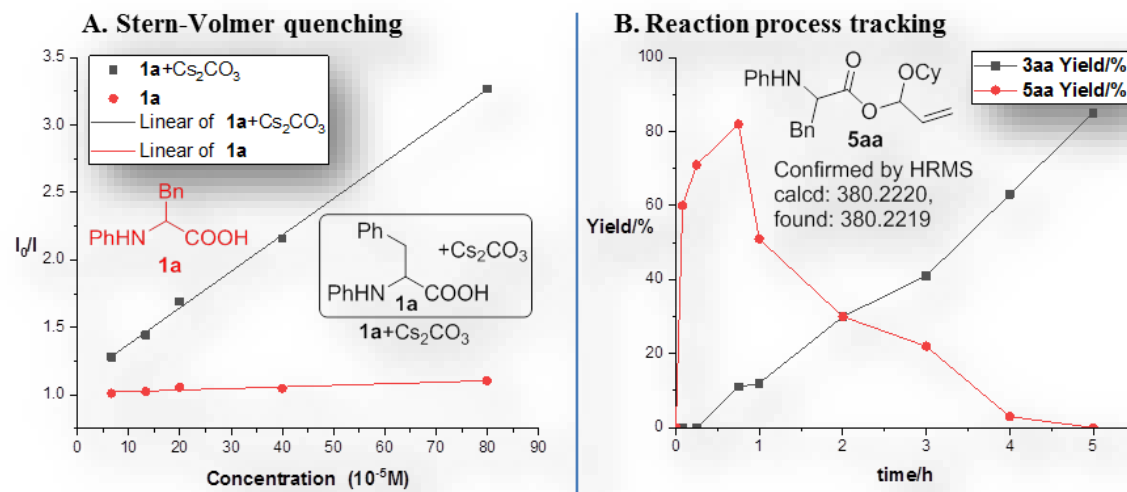 A. Stern-Volmer quenching
3.5
3.0
2.5
2.0
1.5
1.0
I₀/I
0 10 20 30 40 50 60 70 80 90
Concentration (10⁻⁵M)
1a+Cs₂CO₃
1a
Linear of 1a+Cs₂CO₃
Linear of 1a
Bn
PhHN COOH
1a
Ph
+Cs₂CO₃
PhHN 1a COOH
1a+Cs₂CO₃
B. Reaction process tracking
100
80
60
40
20
0
Yield/%
0 1 2 3 4 5
time/h
3aa Yield/%
5aa Yield/%
PhHN O OCy
O
Bn
5aa
Confirmed by HRMS
calcd: 380.2220,
found: 380.2219